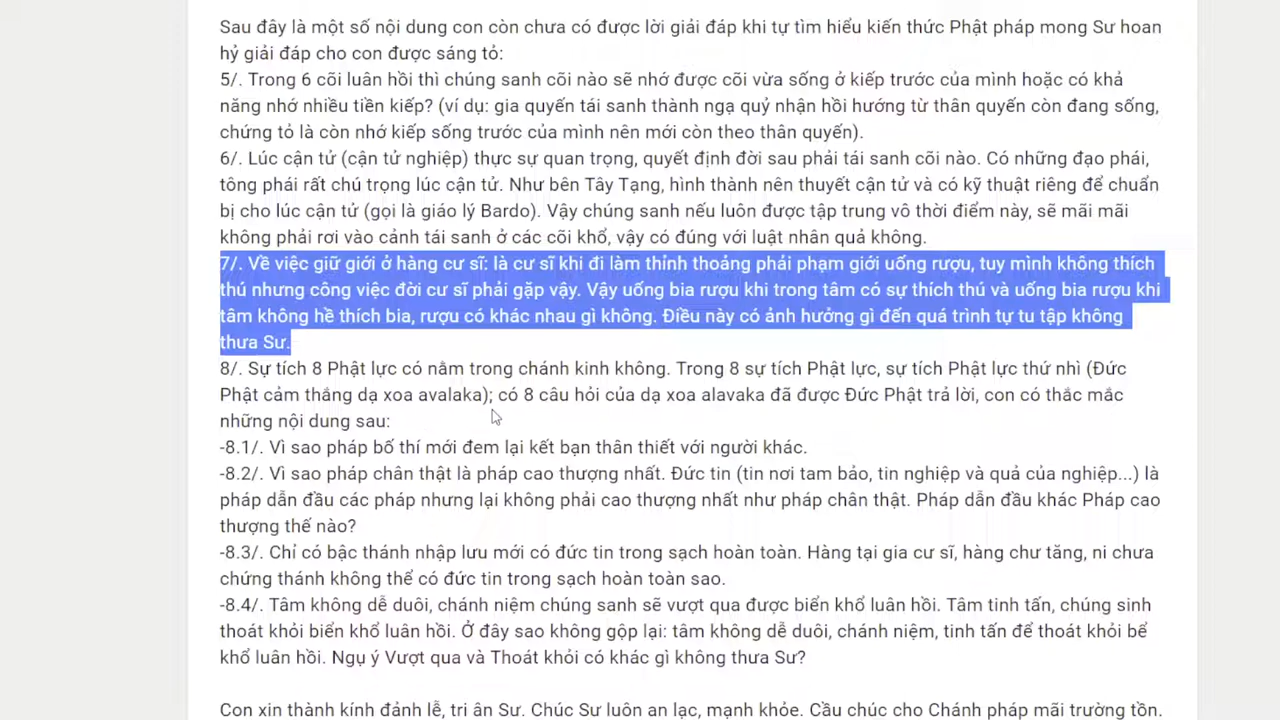 Sau đây là một số nội dung con còn chưa có được lời giải đáp khi tự tìm hiểu kiến thức Phật pháp mong Sư hoan
hỷ giải đáp cho con được sáng tỏ:
5/. Trong 6 cõi luân hồi thì chúng sanh cõi nào sẽ nhớ được cõi vừa sống ở kiếp trước của mình hoặc có khả
năng nhớ nhiều tiền kiếp? (ví dụ: gia quyến tái sanh thành ngạ quỷ nhận hồi hướng từ thân quyến còn đang sống,
chứng tỏ là còn nhớ kiếp sống trước của mình nên mới còn theo thân quyến).
6/. Lúc cận tử (cận tử nghiệp) thực sự quan trọng, quyết định đời sau phải tái sanh cõi nào. Có những đạo phái,
tông phái rất chú trọng lúc cận tử. Như bên Tây Tạng, hình thành nên thuyết cận tử và có kỹ thuật riêng để chuẩn
bị cho lúc cận tử (gọi là giáo lý Bardo). Vậy chúng sanh nếu luôn được tập trung vô thời điểm này, sẽ mãi mãi
không phải rơi vào cảnh tái sanh ở các cõi khổ, vậy có đúng với luật nhân quả không.
7/. Về việc giữ giới ở hàng cư sĩ: là cư sĩ khi đi làm thỉnh thoảng phải phạm giới uống rượu, tuy mình không thích
thú nhưng công việc đời cư sĩ phải gặp vậy. Vậy uống bia rượu khi trong tâm có sự thích thú và uống bia rượu khi
tâm không hề thích bia, rượu có khác nhau gì không. Điều này có ảnh hưởng gì đến quá trình tự tu tập không
thưa Sư.
8/. Sự tích 8 Phật lực có nằm trong chánh kinh không. Trong 8 sự tích Phật lực, sự tích Phật lực thứ nhì (Đức
Phật cảm thắng dạ xoa avalaka); có 8 câu hỏi của dạ xoa alavaka đã được Đức Phật trả lời, con có thắc mắc
những nội dung sau:
-8.1/. Vì sao pháp bố thí mới đem lại kết bạn thân thiết với người khác.
-8.2/. Vì sao pháp chân thật là pháp cao thượng nhất. Đức tin (tin nơi tam bảo, tin nghiệp và quả của nghiệp...) là
pháp dẫn đầu các pháp nhưng lại không phải cao thượng nhất như pháp chân thật. Pháp dẫn đầu khác Pháp cao
thượng thế nào?
-8.3/. Chỉ có bậc thánh nhập lưu mới có đức tin trong sạch hoàn toàn. Hàng tại gia cư sĩ, hàng chư tăng, ni chưa
chứng thánh không thể có đức tin trong sạch hoàn toàn sao.
-8.4/. Tâm không dễ duôi, chánh niệm chúng sanh sẽ vượt qua được biển khổ luân hồi. Tâm tinh tấn, chúng sinh
thoát khỏi biển khổ luân hồi. Ở đây sao không gộp lại: tâm không dễ duôi, chánh niệm, tinh tấn để thoát khỏi bể
khổ luân hồi. Ngụ ý Vượt qua và Thoát khỏi có khác gì không thưa Sư?
Con xin thành kính đảnh lễ, tri ân Sư. Chúc Sư luôn an lạc, mạnh khỏe. Cầu chúc cho Chánh pháp mãi trường tồn.